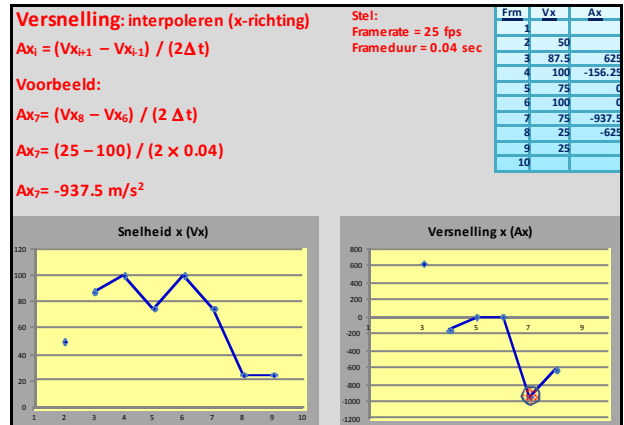 Versnelling: interpoleren (x-richting)
Axi = (Vxi+1 – Vxi-1) / (2Δ t)
Voorbeeld:
Ax7= (Vx8 – Vx6) / (2 Δ t)
Ax7= (25 – 100) / (2 × 0.04)
Ax7= -937.5 m/s2
Stel:
Framerate = 25 fps
Frameduur = 0.04 sec
Frm Vx Ax
1
2 50
3 87.5 625
4 100 -156.25
5 75 0
6 100 0
7 75 -937.5
8 25 -625
9 25
10
Snelheid x (Vx)
120
100
80
60
40
20
0
1 2 3 4 5 6 7 8 9 10
Versnelling x (Ax)
800
600
400
200
0
-200
-400
-600
-800
-1000
-1200
1 3 5 7 9